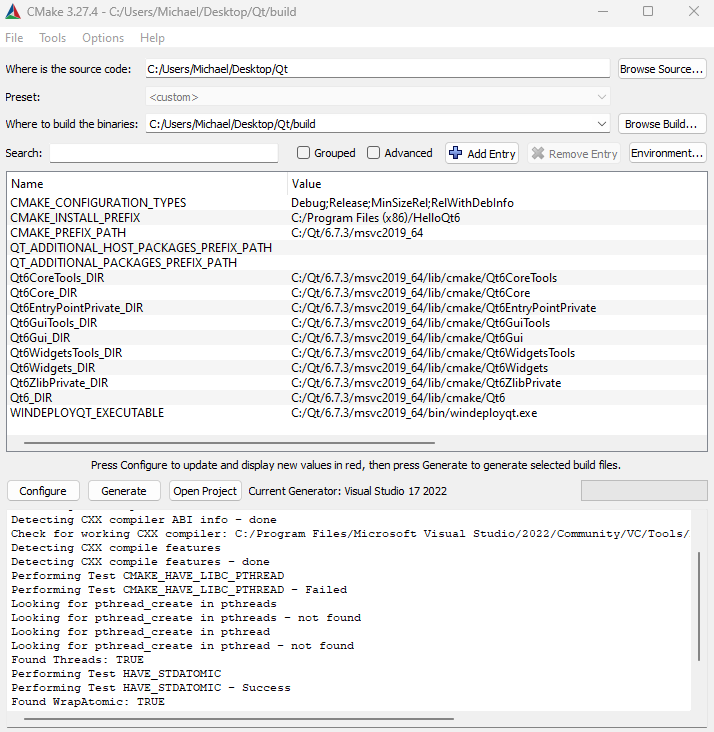 CMake 3.27.4 - C:/Users/Michael/Desktop/Qt/build
File Tools Options Help
Where is the source code: C:/Users/Michael/Desktop/Qt Browse Source...
Preset: <custom>
Where to build the binaries: C:/Users/Michael/Desktop/Qt/build Browse Build...
Search: Grouped Advanced Add Entry Remove Entry Environment...
Name Value
CMAKE_CONFIGURATION_TYPES Debug;Release;MinSizeRel;RelWithDebInfo
CMAKE_INSTALL_PREFIX C:/Program Files (x86)/HelloQt6
CMAKE_PREFIX_PATH C:/Qt/6.7.3/msvc2019_64
QT_ADDITIONAL_HOST_PACKAGES_PREFIX_PATH
QT_ADDITIONAL_PACKAGES_PREFIX_PATH
Qt6CoreTools_DIR C:/Qt/6.7.3/msvc2019_64/lib/cmake/Qt6CoreTools
Qt6Core_DIR C:/Qt/6.7.3/msvc2019_64/lib/cmake/Qt6Core
Qt6EntryPointPrivate_DIR C:/Qt/6.7.3/msvc2019_64/lib/cmake/Qt6EntryPointPrivate
Qt6GuiTools_DIR C:/Qt/6.7.3/msvc2019_64/lib/cmake/Qt6GuiTools
Qt6Gui_DIR C:/Qt/6.7.3/msvc2019_64/lib/cmake/Qt6Gui
Qt6WidgetsTools_DIR C:/Qt/6.7.3/msvc2019_64/lib/cmake/Qt6WidgetsTools
Qt6Widgets_DIR C:/Qt/6.7.3/msvc2019_64/lib/cmake/Qt6Widgets
Qt6ZlibPrivate_DIR C:/Qt/6.7.3/msvc2019_64/lib/cmake/Qt6ZlibPrivate
Qt6_DIR C:/Qt/6.7.3/msvc2019_64/lib/cmake/Qt6
WINDEPLOYQT_EXECUTABLE C:/Qt/6.7.3/msvc2019_64/bin/windeployqt.exe
Press Configure to update and display new values in red, then press Generate to generate selected build files.
Configure Generate Open Project Current Generator: Visual Studio 17 2022
Detecting CXX compiler ABI info - done
Check for working CXX compiler: C:/Program Files/Microsoft Visual Studio/2022/Community/VC/Tools/
Detecting CXX compiler features
Detecting CXX compiler features - done
Performing Test CMAKE_HAVE_LIBC_PTHREAD
Performing Test CMAKE_HAVE_LIBC_PTHREAD - Failed
Looking for pthread_create in pthreads
Looking for pthread_create in pthreads - not found
Looking for pthread_create in pthread
Looking for pthread_create in pthread - not found
Found Threads: TRUE
Performing Test HAVE_STDATOMIC
Performing Test HAVE_STDATOMIC - Success
Found WrapAtomic: TRUE